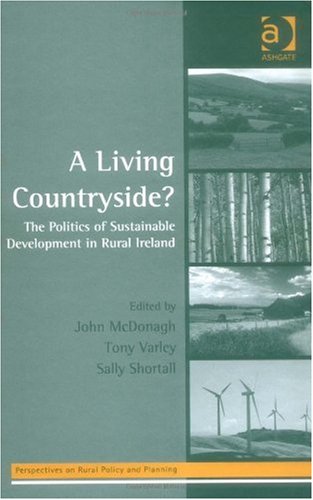 a
ASHGATE
A Living
Countryside?
The Politics of Sustainable
Development in Rural Ireland
Edited by
John McDonagh
Tony Varley
Sally Shortall
Perspectives on Rural Policy and Planning